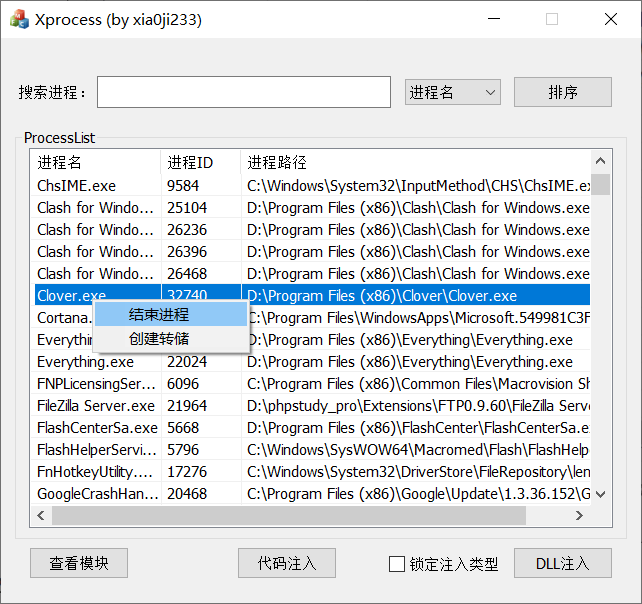 Xprocess (by xia0ji233)
搜索进程： 进程名 排序
ProcessList
进程名 进程ID 进程路径
ChsIME.exe 9584 C:\Windows\System32\InputMethod\CHS\ChsIME.ex
Clash for Windo... 25104 D:\Program Files (x86)\Clash\Clash for Windows.exe
Clash for Windo... 26236 D:\Program Files (x86)\Clash\Clash for Windows.exe
Clash for Windo... 26396 D:\Program Files (x86)\Clash\Clash for Windows.exe
Clash for Windo... 26468 D:\Program Files (x86)\Clash\Clash for Windows.exe
Clover.exe 32740 D:\Program Files (x86)\Clover\Clover.exe
结束进程
Cortana. C:\Program Files\WindowsApps\Microsoft.549981C3F
创建转储
Everythin D:\Program Files (x86)\Everything\Everything.exe
Everything.exe 22024 D:\Program Files (x86)\Everything\Everything.exe
FNPLicensingSer... 6096 C:\Program Files (x86)\Common Files\Macrovision Sh
FileZilla Server.exe 21964 D:\phpstudy_pro\Extensions\FTP0.9.60\FileZilla Serve
FlashCenterSa.exe 5668 C:\Program Files (x86)\FlashCenter\FlashCenterSa.ex
FlashHelperServi... 5796 C:\Windows\SysWOW64\Macromed\Flash\FlashHelp
FnHotkeyUtility.... 17276 C:\Windows\System32\DriverStore\FileRepository\len
GoogleCrashHan... 20468 C:\Program Files (x86)\Google\Update\1.3.36.152\G
查看模块 代码注入 锁定注入类型 DLL注入